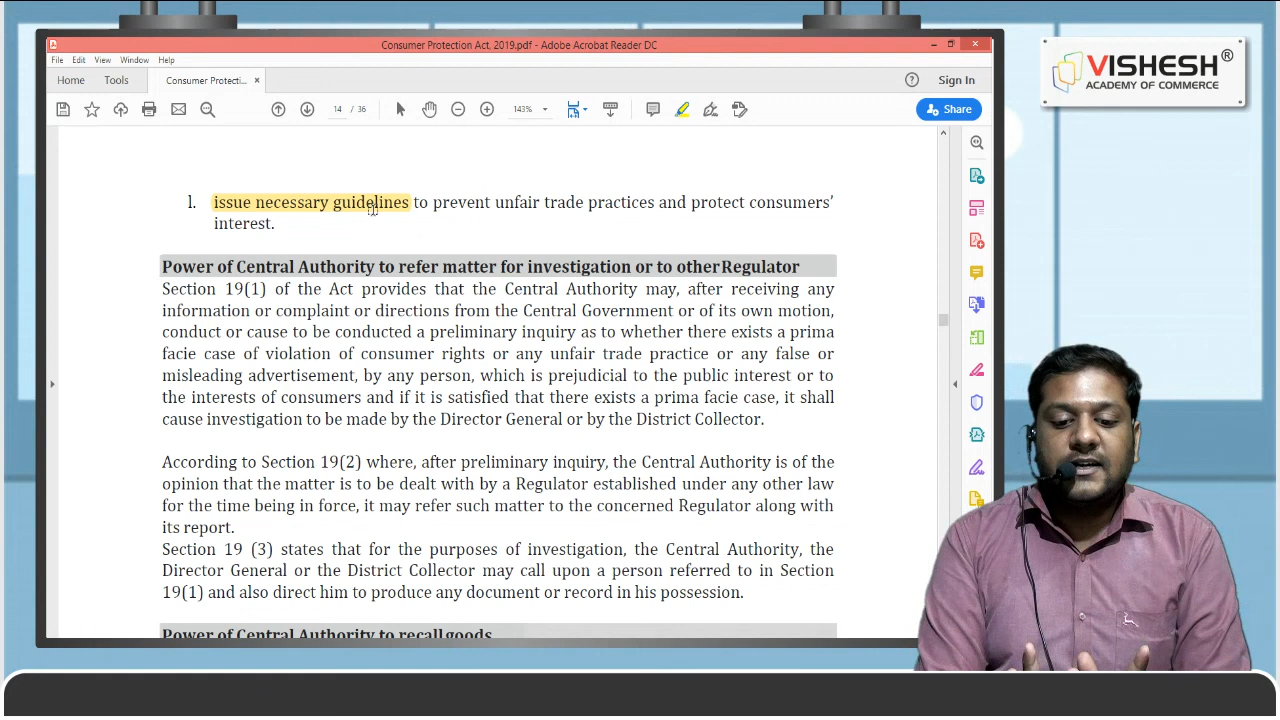 Consumer Protection Act, 2019.pdf - Adobe Acrobat Reader DC
File Edit View Window Help
Home Tools Consumer Protecti... × Sign In
14 / 36 143% Share
VISHESH®
ACADEMY OF COMMERCE
l. issue necessary guidelines to prevent unfair trade practices and protect consumers’
interest.
Power of Central Authority to refer matter for investigation or to otherRegulator
Section 19(1) of the Act provides that the Central Authority may, after receiving any
information or complaint or directions from the Central Government or of its own motion,
conduct or cause to be conducted a preliminary inquiry as to whether there exists a prima
facie case of violation of consumer rights or any unfair trade practice or any false or
misleading advertisement, by any person, which is prejudicial to the public interest or to
the interests of consumers and if it is satisfied that there exists a prima facie case, it shall
cause investigation to be made by the Director General or by the District Collector.
According to Section 19(2) where, after preliminary inquiry, the Central Authority is of the
opinion that the matter is to be dealt with by a Regulator established under any other law
for the time being in force, it may refer such matter to the concerned Regulator along with
its report.
Section 19 (3) states that for the purposes of investigation, the Central Authority, the
Director General or the District Collector may call upon a person referred to in Section
19(1) and also direct him to produce any document or record in his possession.
Power of Central Authority to recallgoods